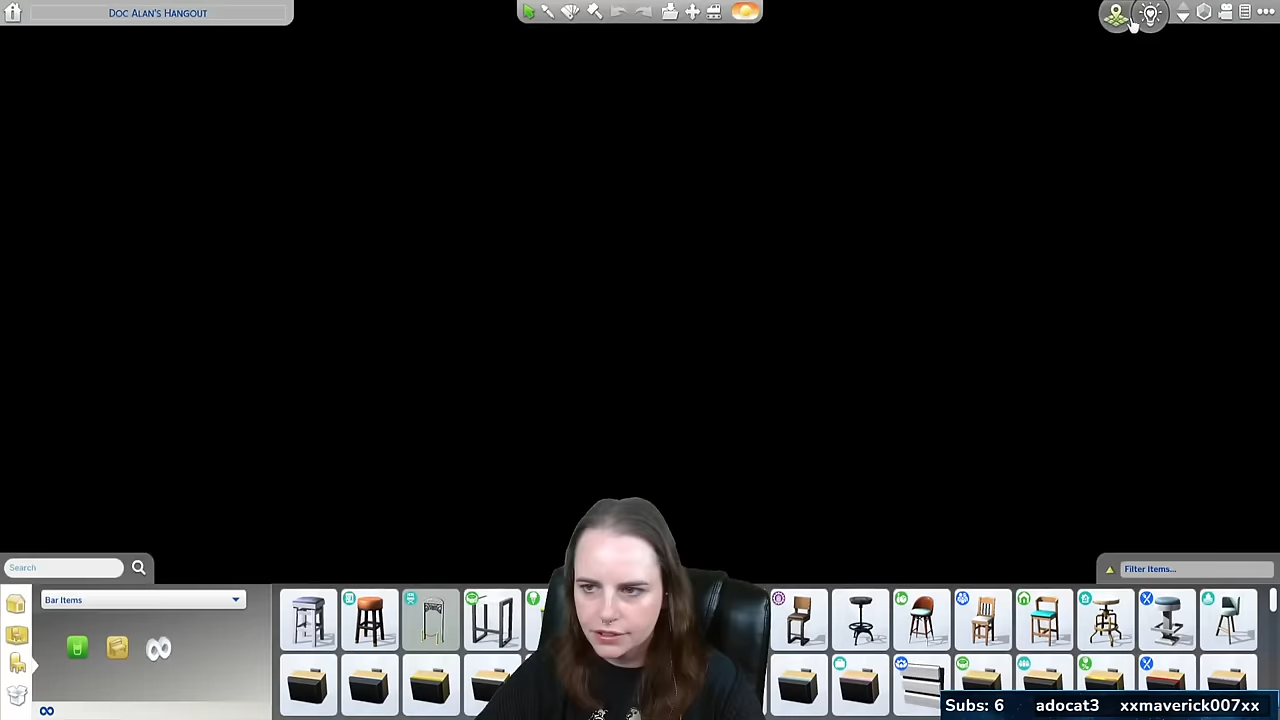 DOC ALAN'S HANGOUT
Search
Filter Items...
Bar Items
Subs: 6 adocat3 xxmaverick007xx